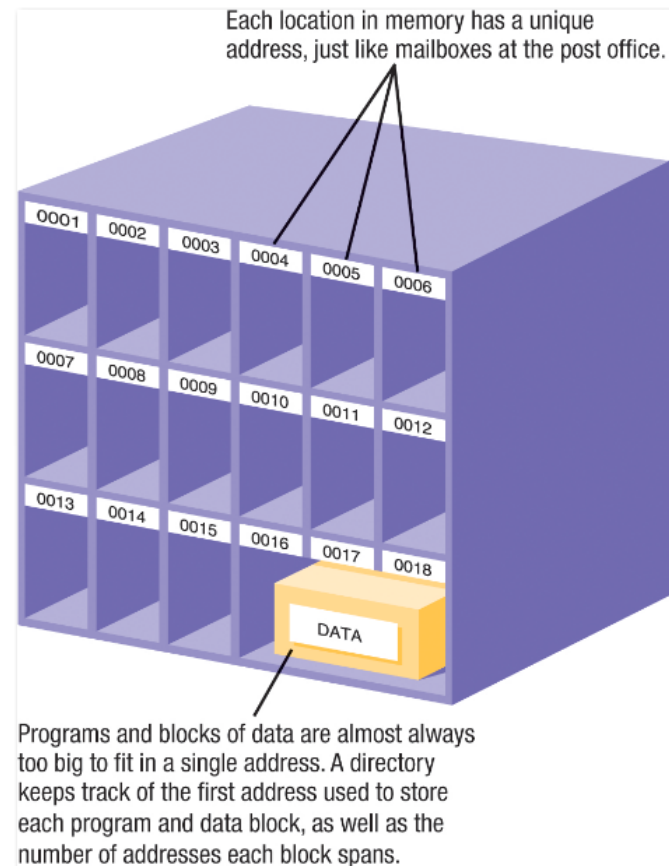 Each location in memory has a unique
address, just like mailboxes at the post office.
0001 0002 0003 0004 0005 0006
0007 0008 0009 0010 0011 0012
0013 0014 0015 0016 0017 0018
DATA
Programs and blocks of data are almost always
too big to fit in a single address. A directory
keeps track of the first address used to store
each program and data block, as well as the
number of addresses each block spans.